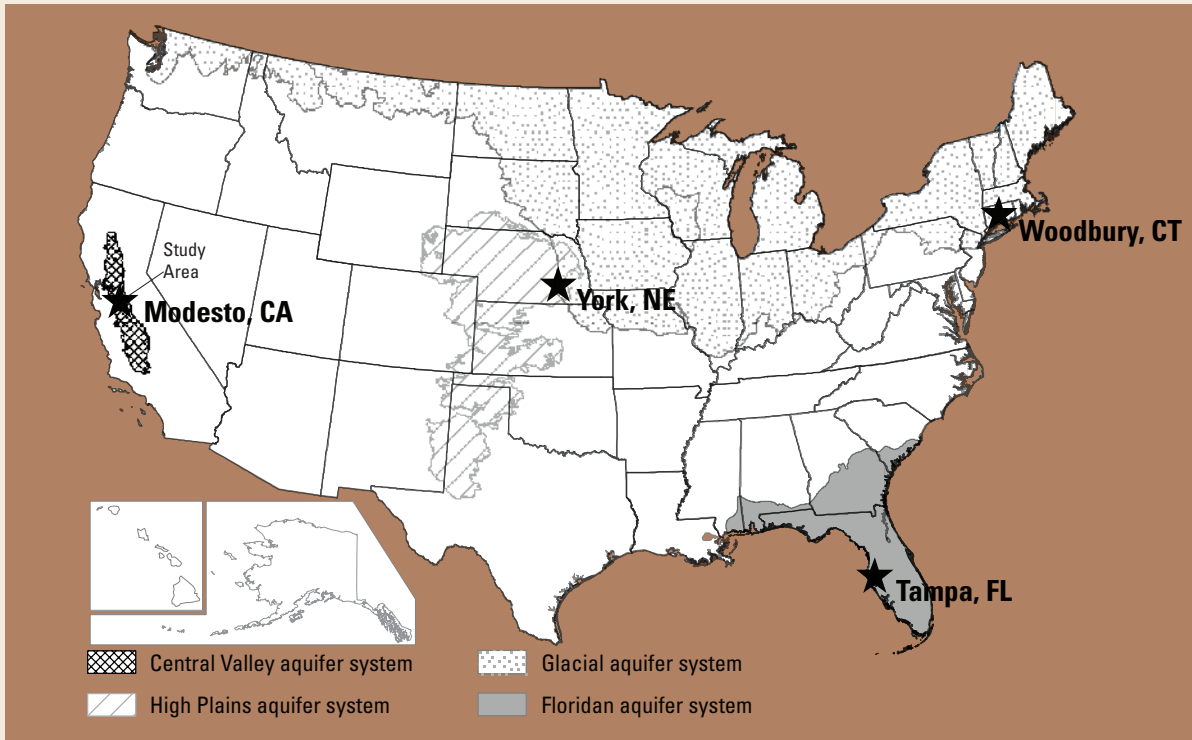 Study
Area
Modesto, CA
York, NE
Woodbury, CT
Tampa, FL
Central Valley aquifer system
High Plains aquifer system
Glacial aquifer system
Floridan aquifer system